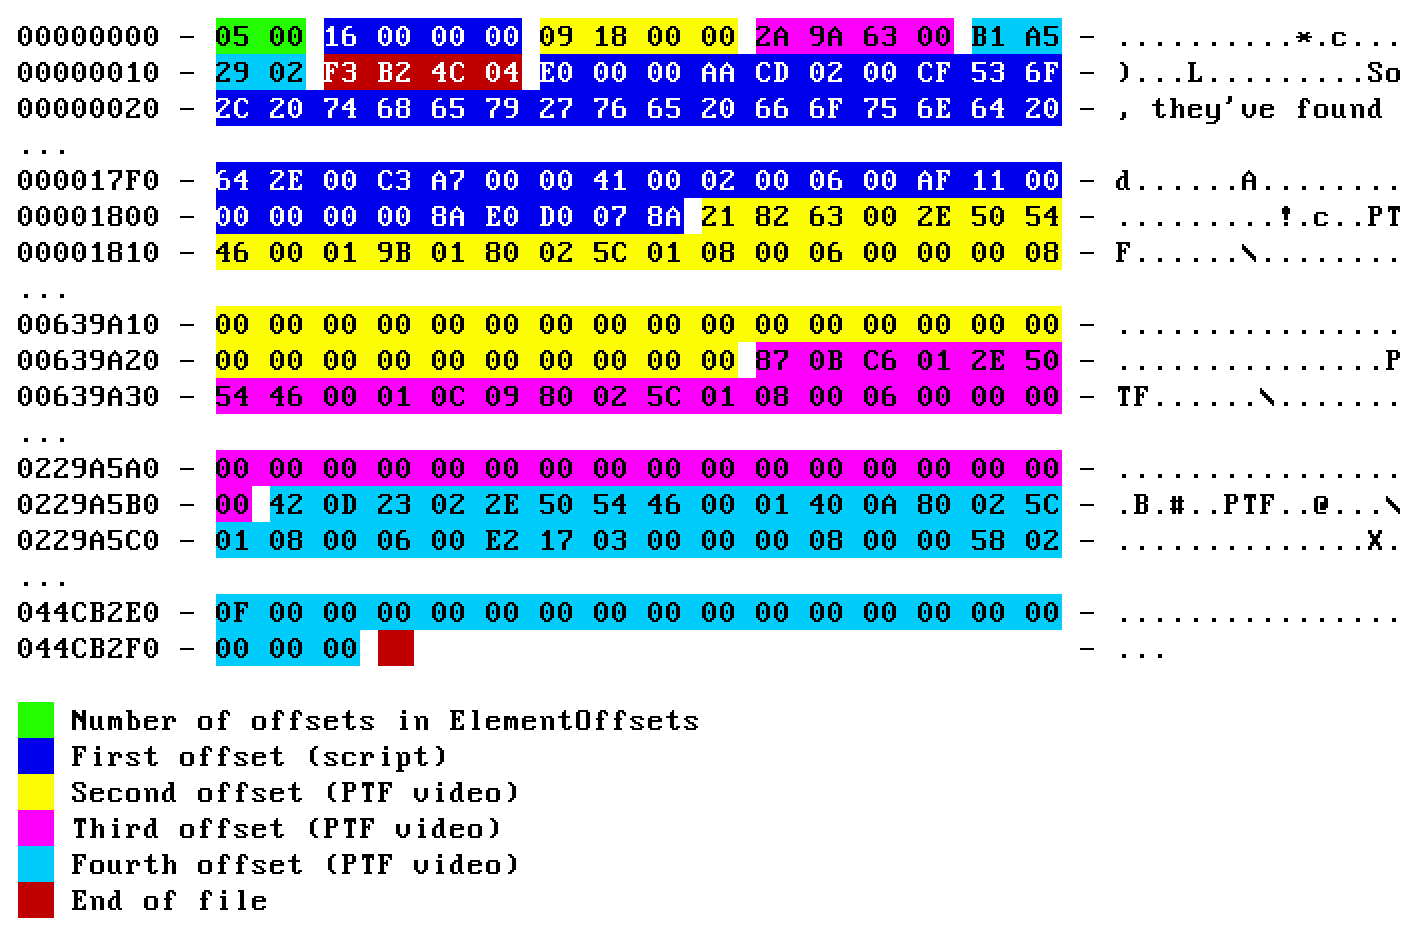 00000000 - 05 00 16 00 00 00 09 18 00 00 2A 9A 63 00 B1 A5 - ..........*.c...
00000010 - 29 02 F3 B2 4C 04 E0 00 00 AA CD 02 00 CF 53 6F - )...L.........So
00000020 - 2C 20 74 68 65 79 27 76 65 20 66 6F 75 6E 64 20 - , they've found
...
000017F0 - 64 2E 00 C3 A7 00 00 41 00 02 00 06 00 AF 11 00 - d......A........
00001800 - 00 00 00 00 8A E0 D0 07 8A 21 82 63 00 2E 50 54 - .........!.c..PT
00001810 - 46 00 01 9B 01 80 02 5C 01 08 00 06 00 00 00 08 - F......\........
...
00639A10 - 00 00 00 00 00 00 00 00 00 00 00 00 00 00 00 00 - ................
00639A20 - 00 00 00 00 00 00 00 00 00 00 87 0B C6 01 2E 50 - ...............P
00639A30 - 54 46 00 01 0C 09 80 02 5C 01 08 00 06 00 00 00 - TF......\.......
...
0229A5A0 - 00 00 00 00 00 00 00 00 00 00 00 00 00 00 00 00 - ................
0229A5B0 - 00 42 0D 23 02 2E 50 54 46 00 01 40 0A 80 02 5C - .B.#..PTF..@...\
0229A5C0 - 01 08 00 06 00 E2 17 03 00 00 00 08 00 00 58 02 - ..............X.
...
044CB2E0 - 0F 00 00 00 00 00 00 00 00 00 00 00 00 00 00 00 - ................
044CB2F0 - 00 00 00 - ...
Number of offsets in ElementOffsets
First offset (script)
Second offset (PTF video)
Third offset (PTF video)
Fourth offset (PTF video)
End of file